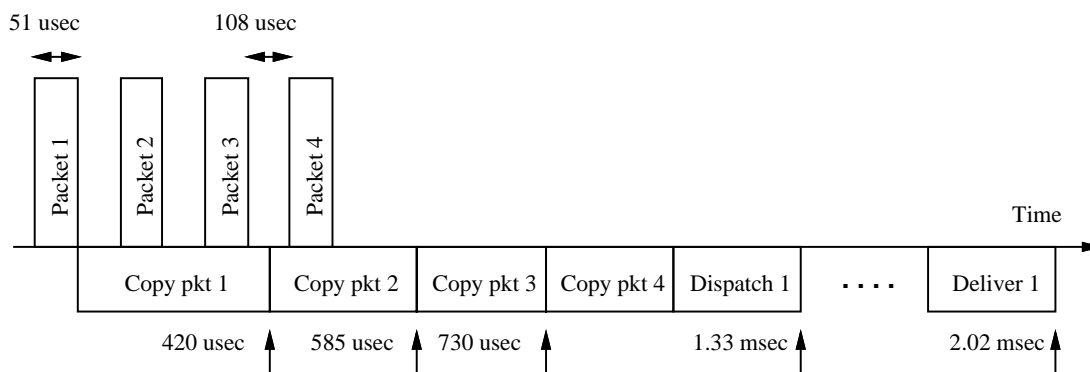 51 usec
108 usec
Packet 1
Packet 2
Packet 3
Packet 4
Time
Copy pkt 1
Copy pkt 2
Copy pkt 3
Copy pkt 4
Dispatch 1
. . . .
Deliver 1
420 usec
585 usec
730 usec
1.33 msec
2.02 msec